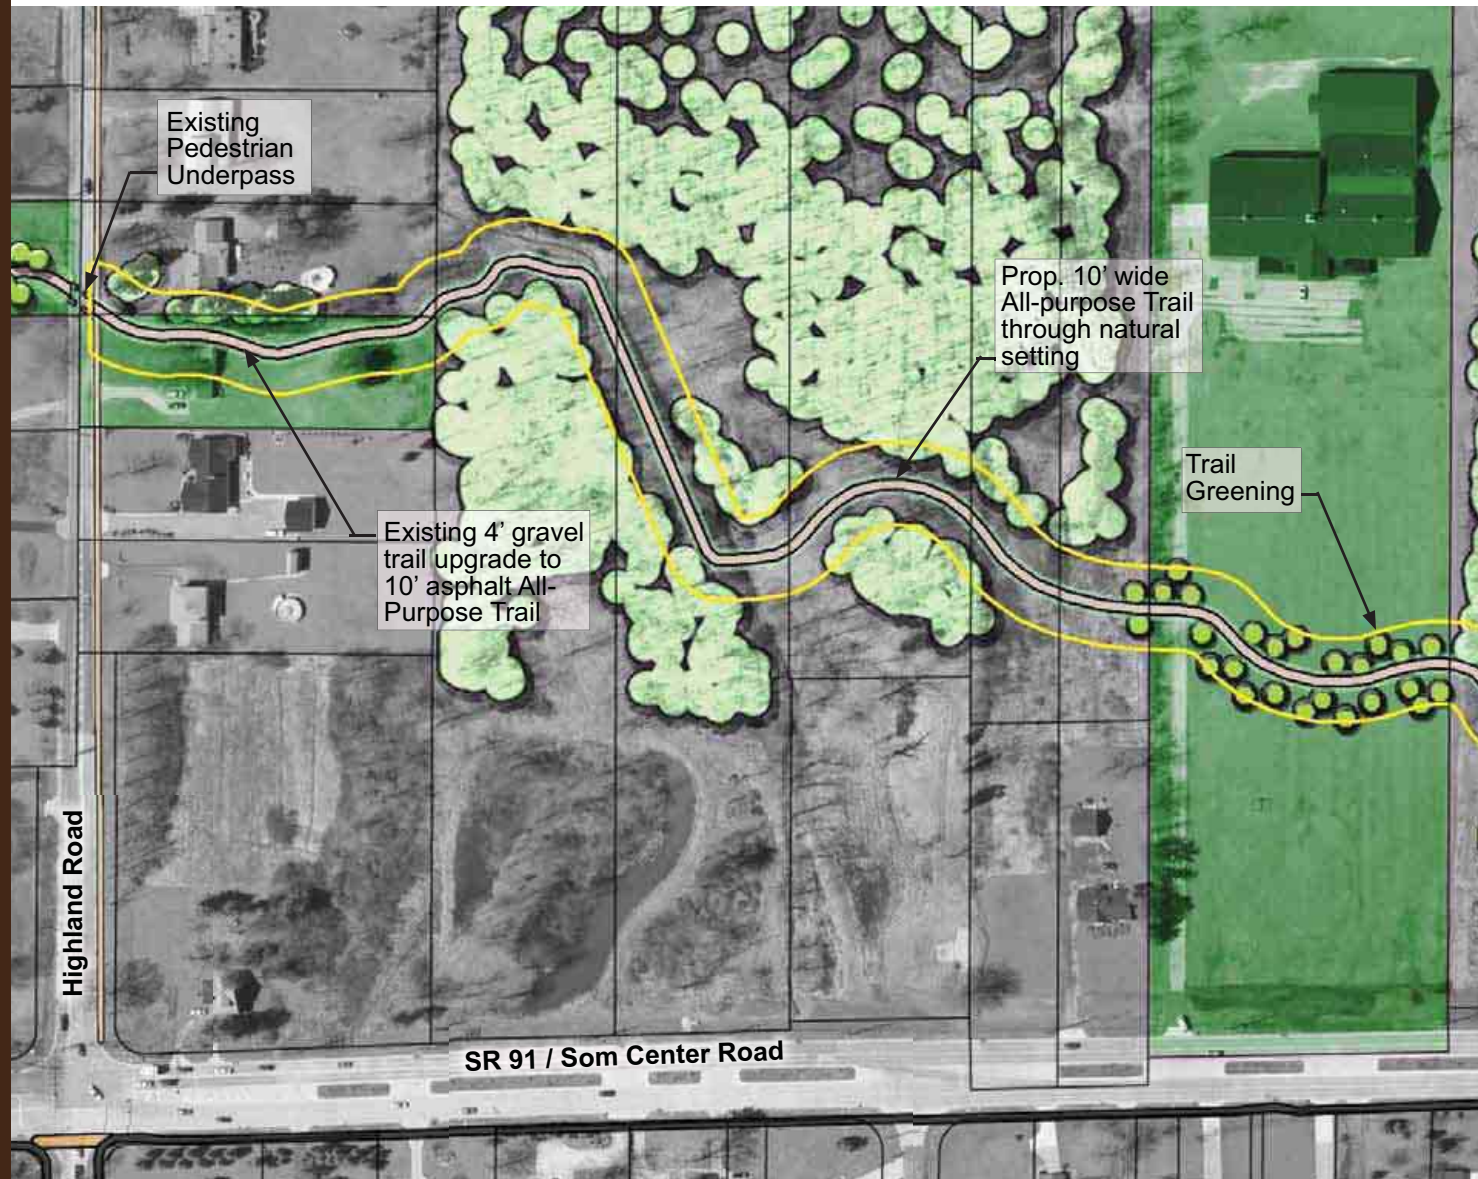 Existing
Pedestrian
Underpass
Prop. 10’ wide
All-purpose Trail
through natural
setting
Trail
Greening
Existing 4’ gravel
trail upgrade to
10’ asphalt All-
Purpose Trail
Highland Road
SR 91 / Som Center Road